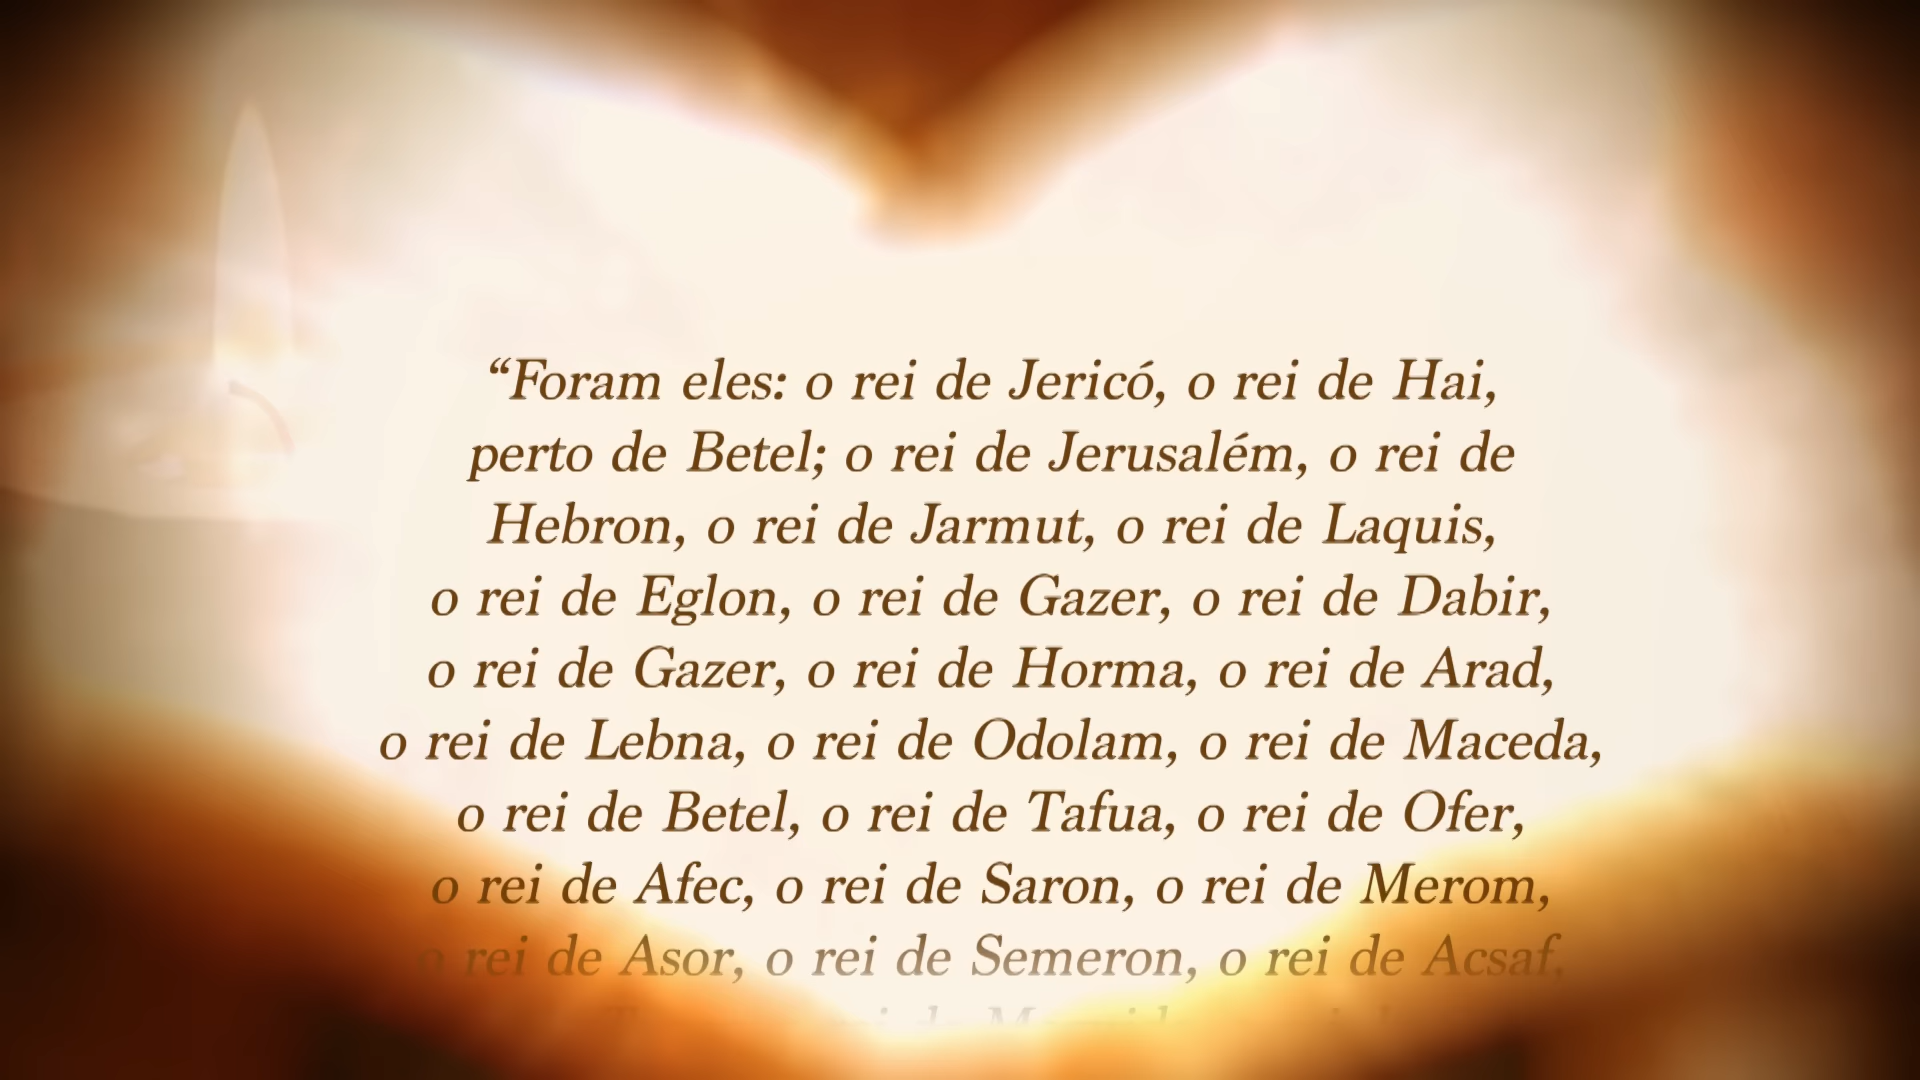 “Foram eles: o rei de Jericó, o rei de Hai,
perto de Betel; o rei de Jerusalém, o rei de
Hebron, o rei de Jarmut, o rei de Laquis,
o rei de Eglon, o rei de Gazer, o rei de Dabir,
o rei de Gazer, o rei de Horma, o rei de Arad,
o rei de Lebna, o rei de Odolam, o rei de Maceda,
o rei de Betel, o rei de Tafua, o rei de Ofer,
o rei de Afec, o rei de Saron, o rei de Merom,
o rei de Asor, o rei de Semeron, o rei de Acsaf,